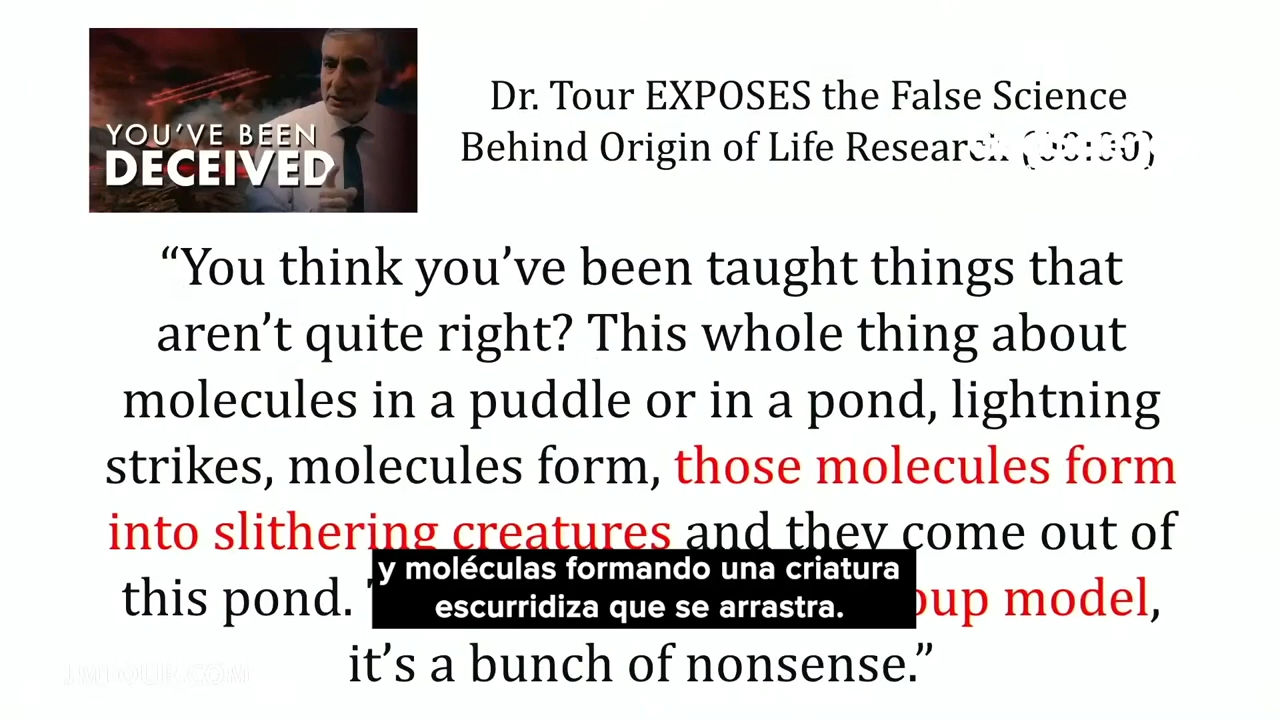 YOU'VE BEEN
DECEIVED
Dr. Tour EXPOSES the False Science
Behind Origin of Life Research
“You think you’ve been taught things that
aren’t quite right? This whole thing about
molecules in a puddle or in a pond, lightning
strikes, molecules form, those molecules form
into slithering creatures and they come out of
this pond. model,
it’s a bunch of nonsense.”
y moléculas formando una criatura
escurridiza que se arrastra.